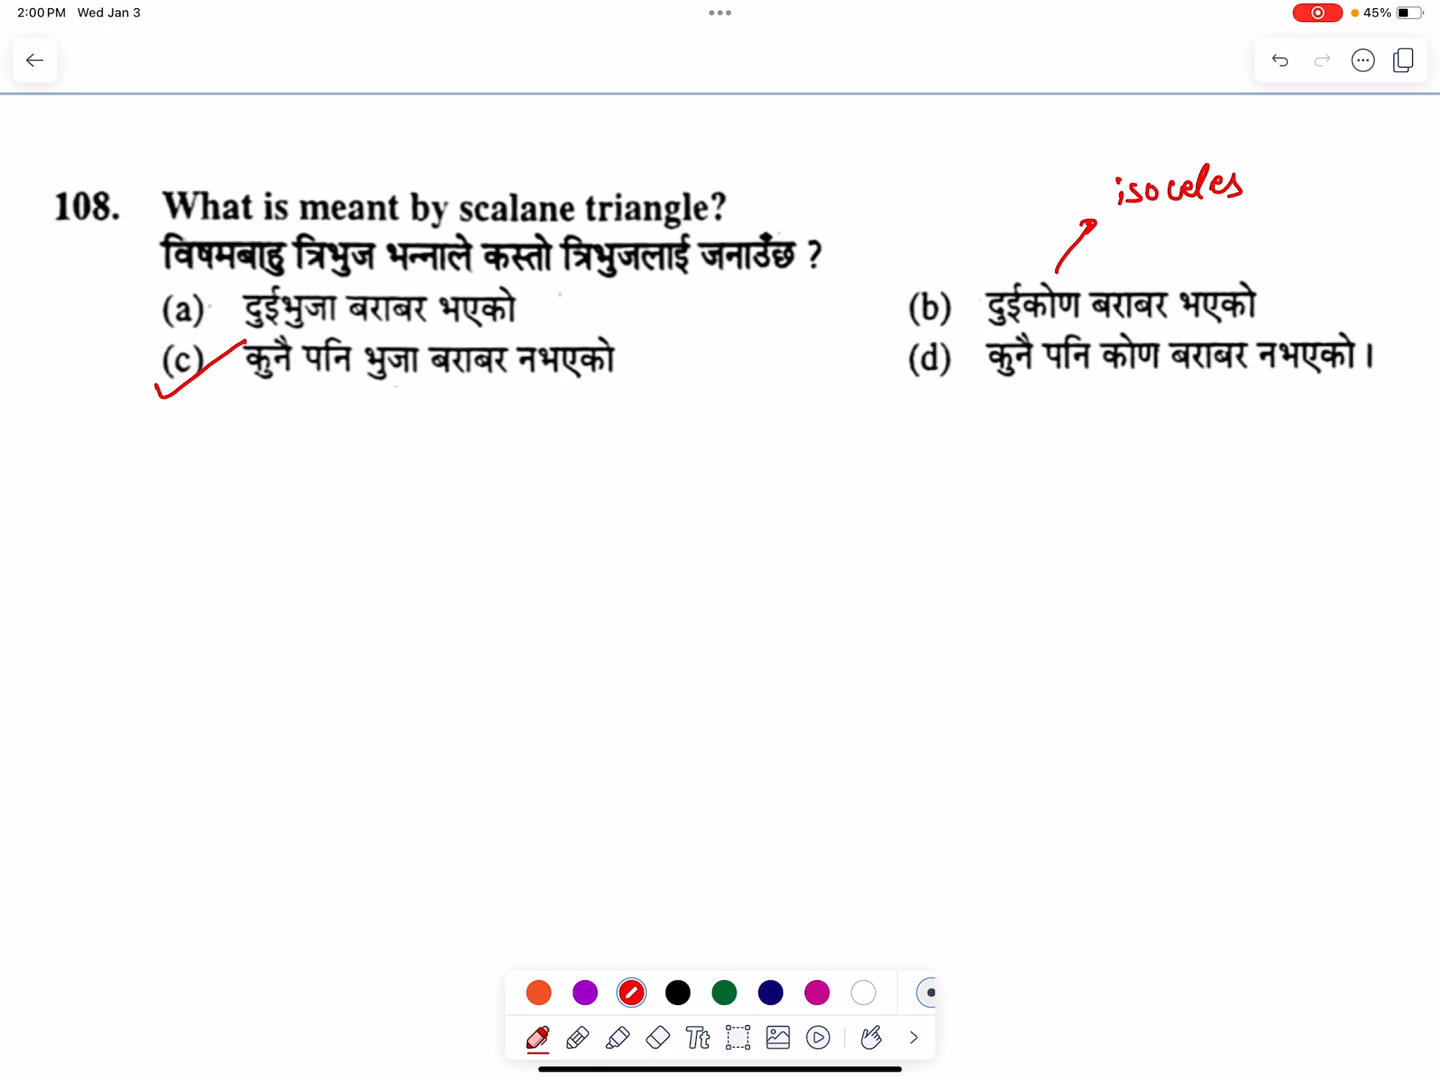 2:00 PM Wed Jan 3
45%
isoceles
108. What is meant by scalane triangle?
विषमबाहु त्रिभुज भन्नाले कस्तो त्रिभुजलाई जनाउँछ ?
(a) दुईभुजा बराबर भएको (b) दुईकोण बराबर भएको
(c) कुनै पनि भुजा बराबर नभएको (d) कुनै पनि कोण बराबर नभएको ।
Tt